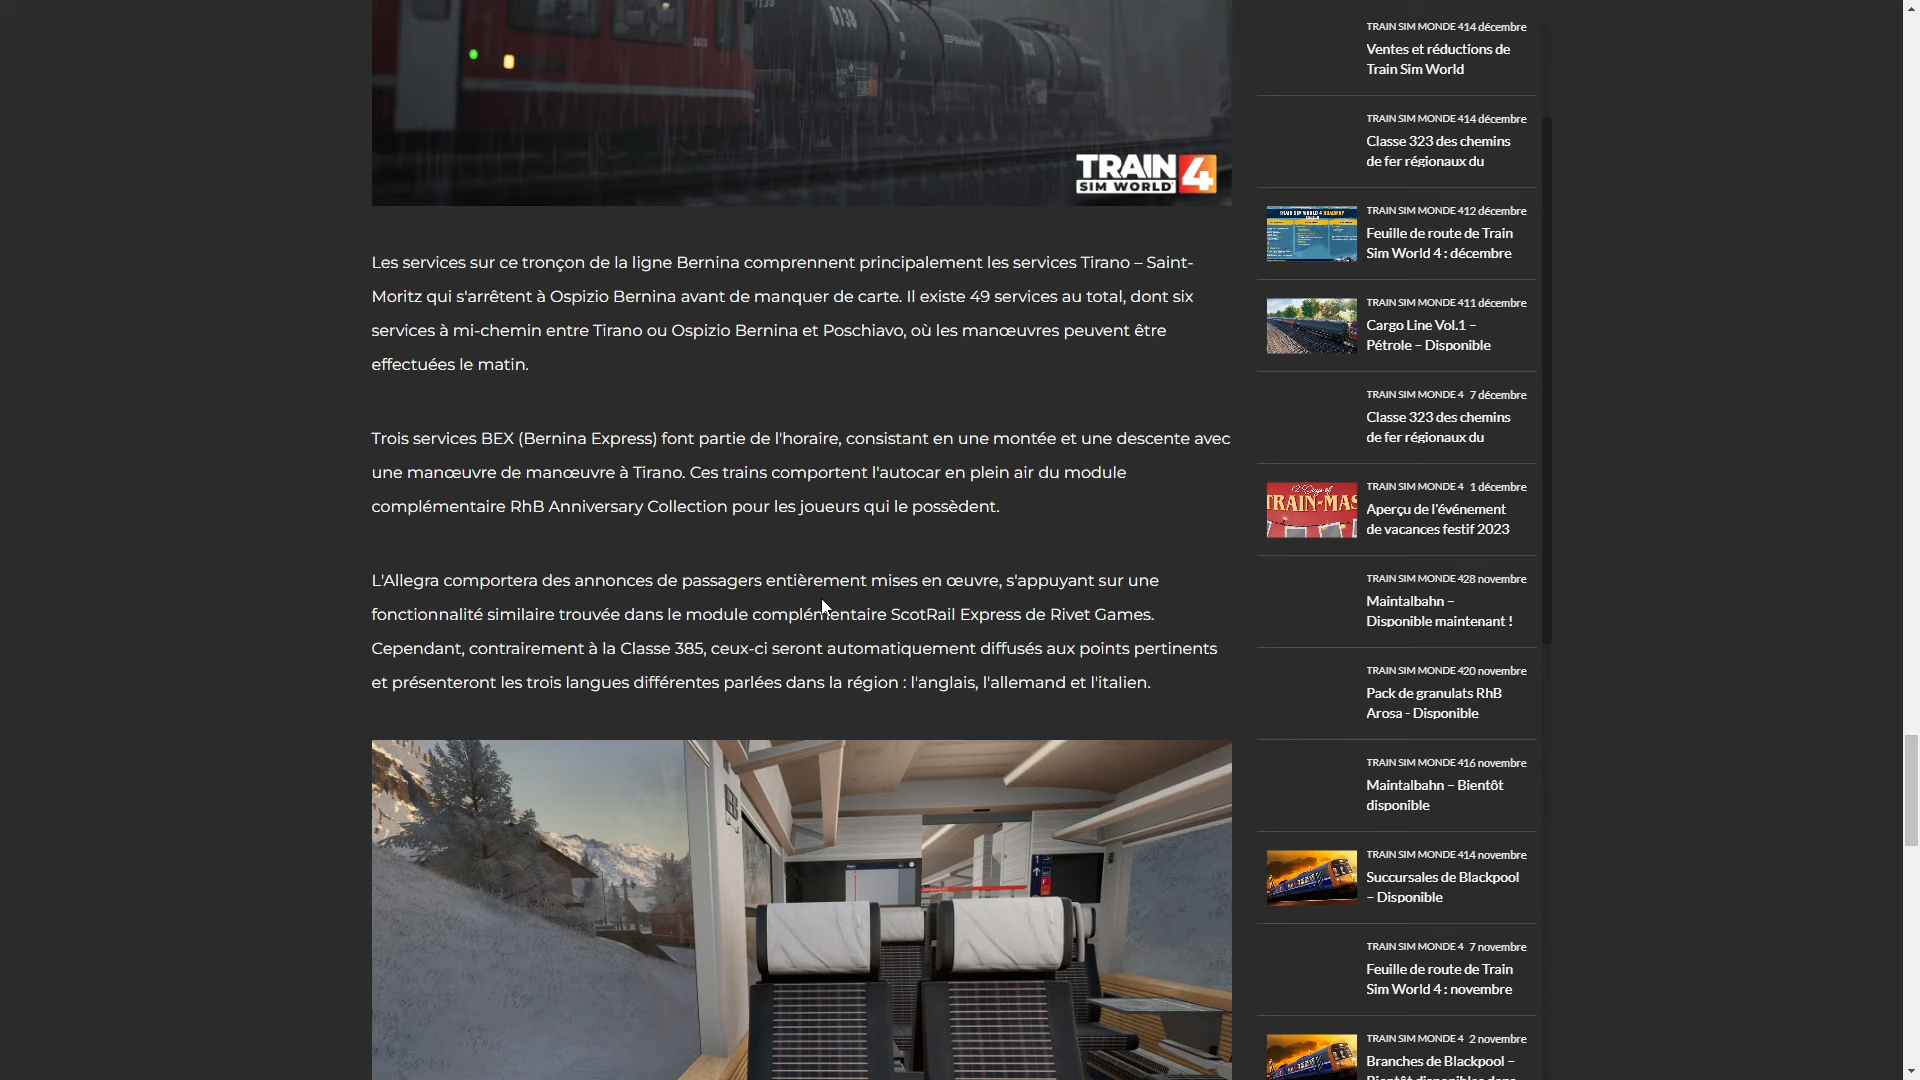 8138
TRAIN 4
SIM WORLD
Les services sur ce tronçon de la ligne Bernina comprennent principalement les services Tirano – Saint-
Moritz qui s'arrêtent à Ospizio Bernina avant de manquer de carte. Il existe 49 services au total, dont six
services à mi-chemin entre Tirano ou Ospizio Bernina et Poschiavo, où les manœuvres peuvent être
effectuées le matin.
Trois services BEX (Bernina Express) font partie de l'horaire, consistant en une montée et une descente avec
une manœuvre de manœuvre à Tirano. Ces trains comportent l'autocar en plein air du module
complémentaire RhB Anniversary Collection pour les joueurs qui le possèdent.
L'Allegra comportera des annonces de passagers entièrement mises en œuvre, s'appuyant sur une
fonctionnalité similaire trouvée dans le module complémentaire ScotRail Express de Rivet Games.
Cependant, contrairement à la Classe 385, ceux-ci seront automatiquement diffusés aux points pertinents
et présenteront les trois langues différentes parlées dans la région : l'anglais, l'allemand et l'italien.
TRAIN SIM MONDE 4 14 décembre
Ventes et réductions de
Train Sim World
TRAIN SIM MONDE 4 14 décembre
Classe 323 des chemins
de fer régionaux du
TRAIN SIM MONDE 4 12 décembre
Feuille de route de Train
Sim World 4 : décembre
TRAIN SIM WORLD 4 ROADMAP
TRAIN SIM MONDE 4 11 décembre
Cargo Line Vol.1 –
Pétrole – Disponible
TRAIN SIM MONDE 4 7 décembre
Classe 323 des chemins
de fer régionaux du
TRAIN SIM MONDE 4 1 décembre
Aperçu de l'événement
de vacances festif 2023
12 Days of
TRAIN-MAS
TRAIN SIM MONDE 4 28 novembre
Maintalbahn –
Disponible maintenant !
TRAIN SIM MONDE 4 20 novembre
Pack de granulats RhB
Arosa - Disponible
TRAIN SIM MONDE 4 16 novembre
Maintalbahn – Bientôt
disponible
TRAIN SIM MONDE 4 14 novembre
Succursales de Blackpool
– Disponible
TRAIN SIM MONDE 4 7 novembre
Feuille de route de Train
Sim World 4 : novembre
TRAIN SIM MONDE 4 2 novembre
Branches de Blackpool –